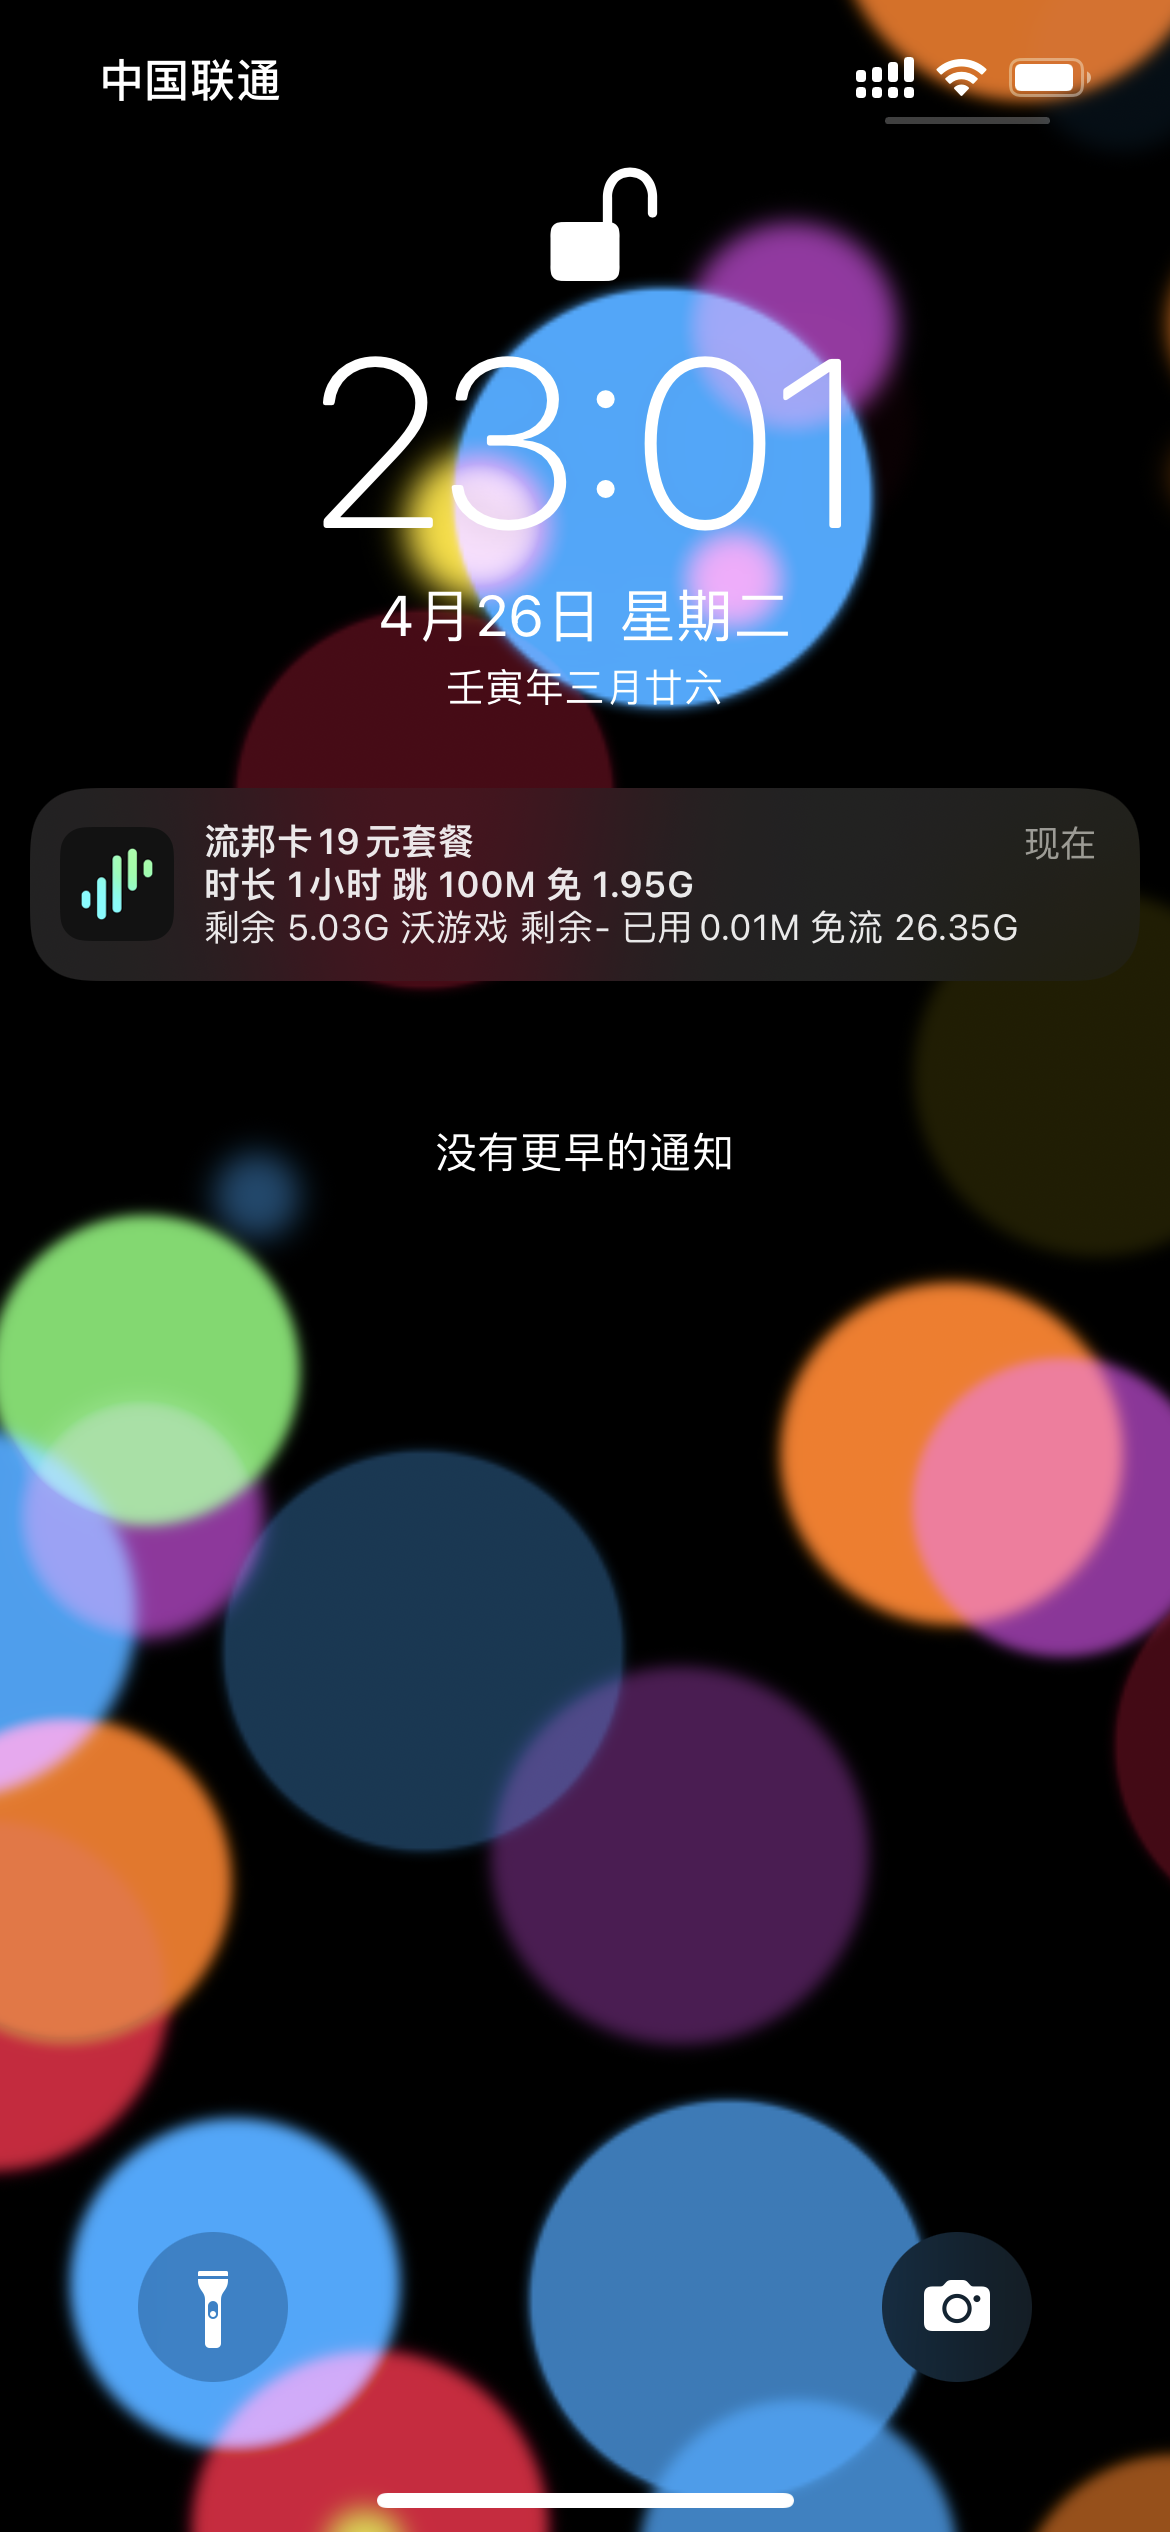 中国联通
23:01
4月26日 星期二
壬寅年三月廿六
流邦卡19元套餐
现在
时长 1小时 跳 100M 免 1.95G
剩余 5.03G 沃游戏 剩余- 已用0.01M 免流 26.35G
没有更早的通知